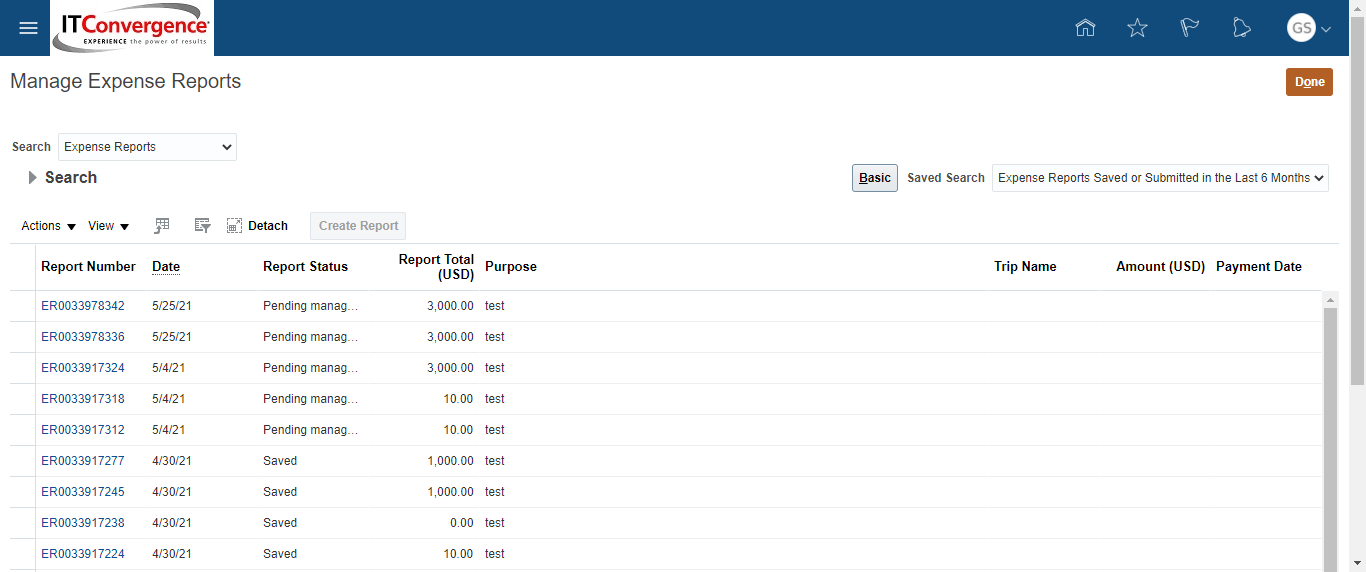 ITConvergence
EXPERIENCE the power of results
GS
Manage Expense Reports
Done
Search Expense Reports
Search
Basic Saved Search Expense Reports Saved or Submitted in the Last 6 Months
Actions View Detach Create Report
Report Number Date Report Status Report Total (USD) Purpose Trip Name Amount (USD) Payment Date
ER0033978342 5/25/21 Pending manag... 3,000.00 test
ER0033978336 5/25/21 Pending manag... 3,000.00 test
ER0033917324 5/4/21 Pending manag... 3,000.00 test
ER0033917318 5/4/21 Pending manag... 10.00 test
ER0033917312 5/4/21 Pending manag... 10.00 test
ER0033917277 4/30/21 Saved 1,000.00 test
ER0033917245 4/30/21 Saved 1,000.00 test
ER0033917238 4/30/21 Saved 0.00 test
ER0033917224 4/30/21 Saved 10.00 test